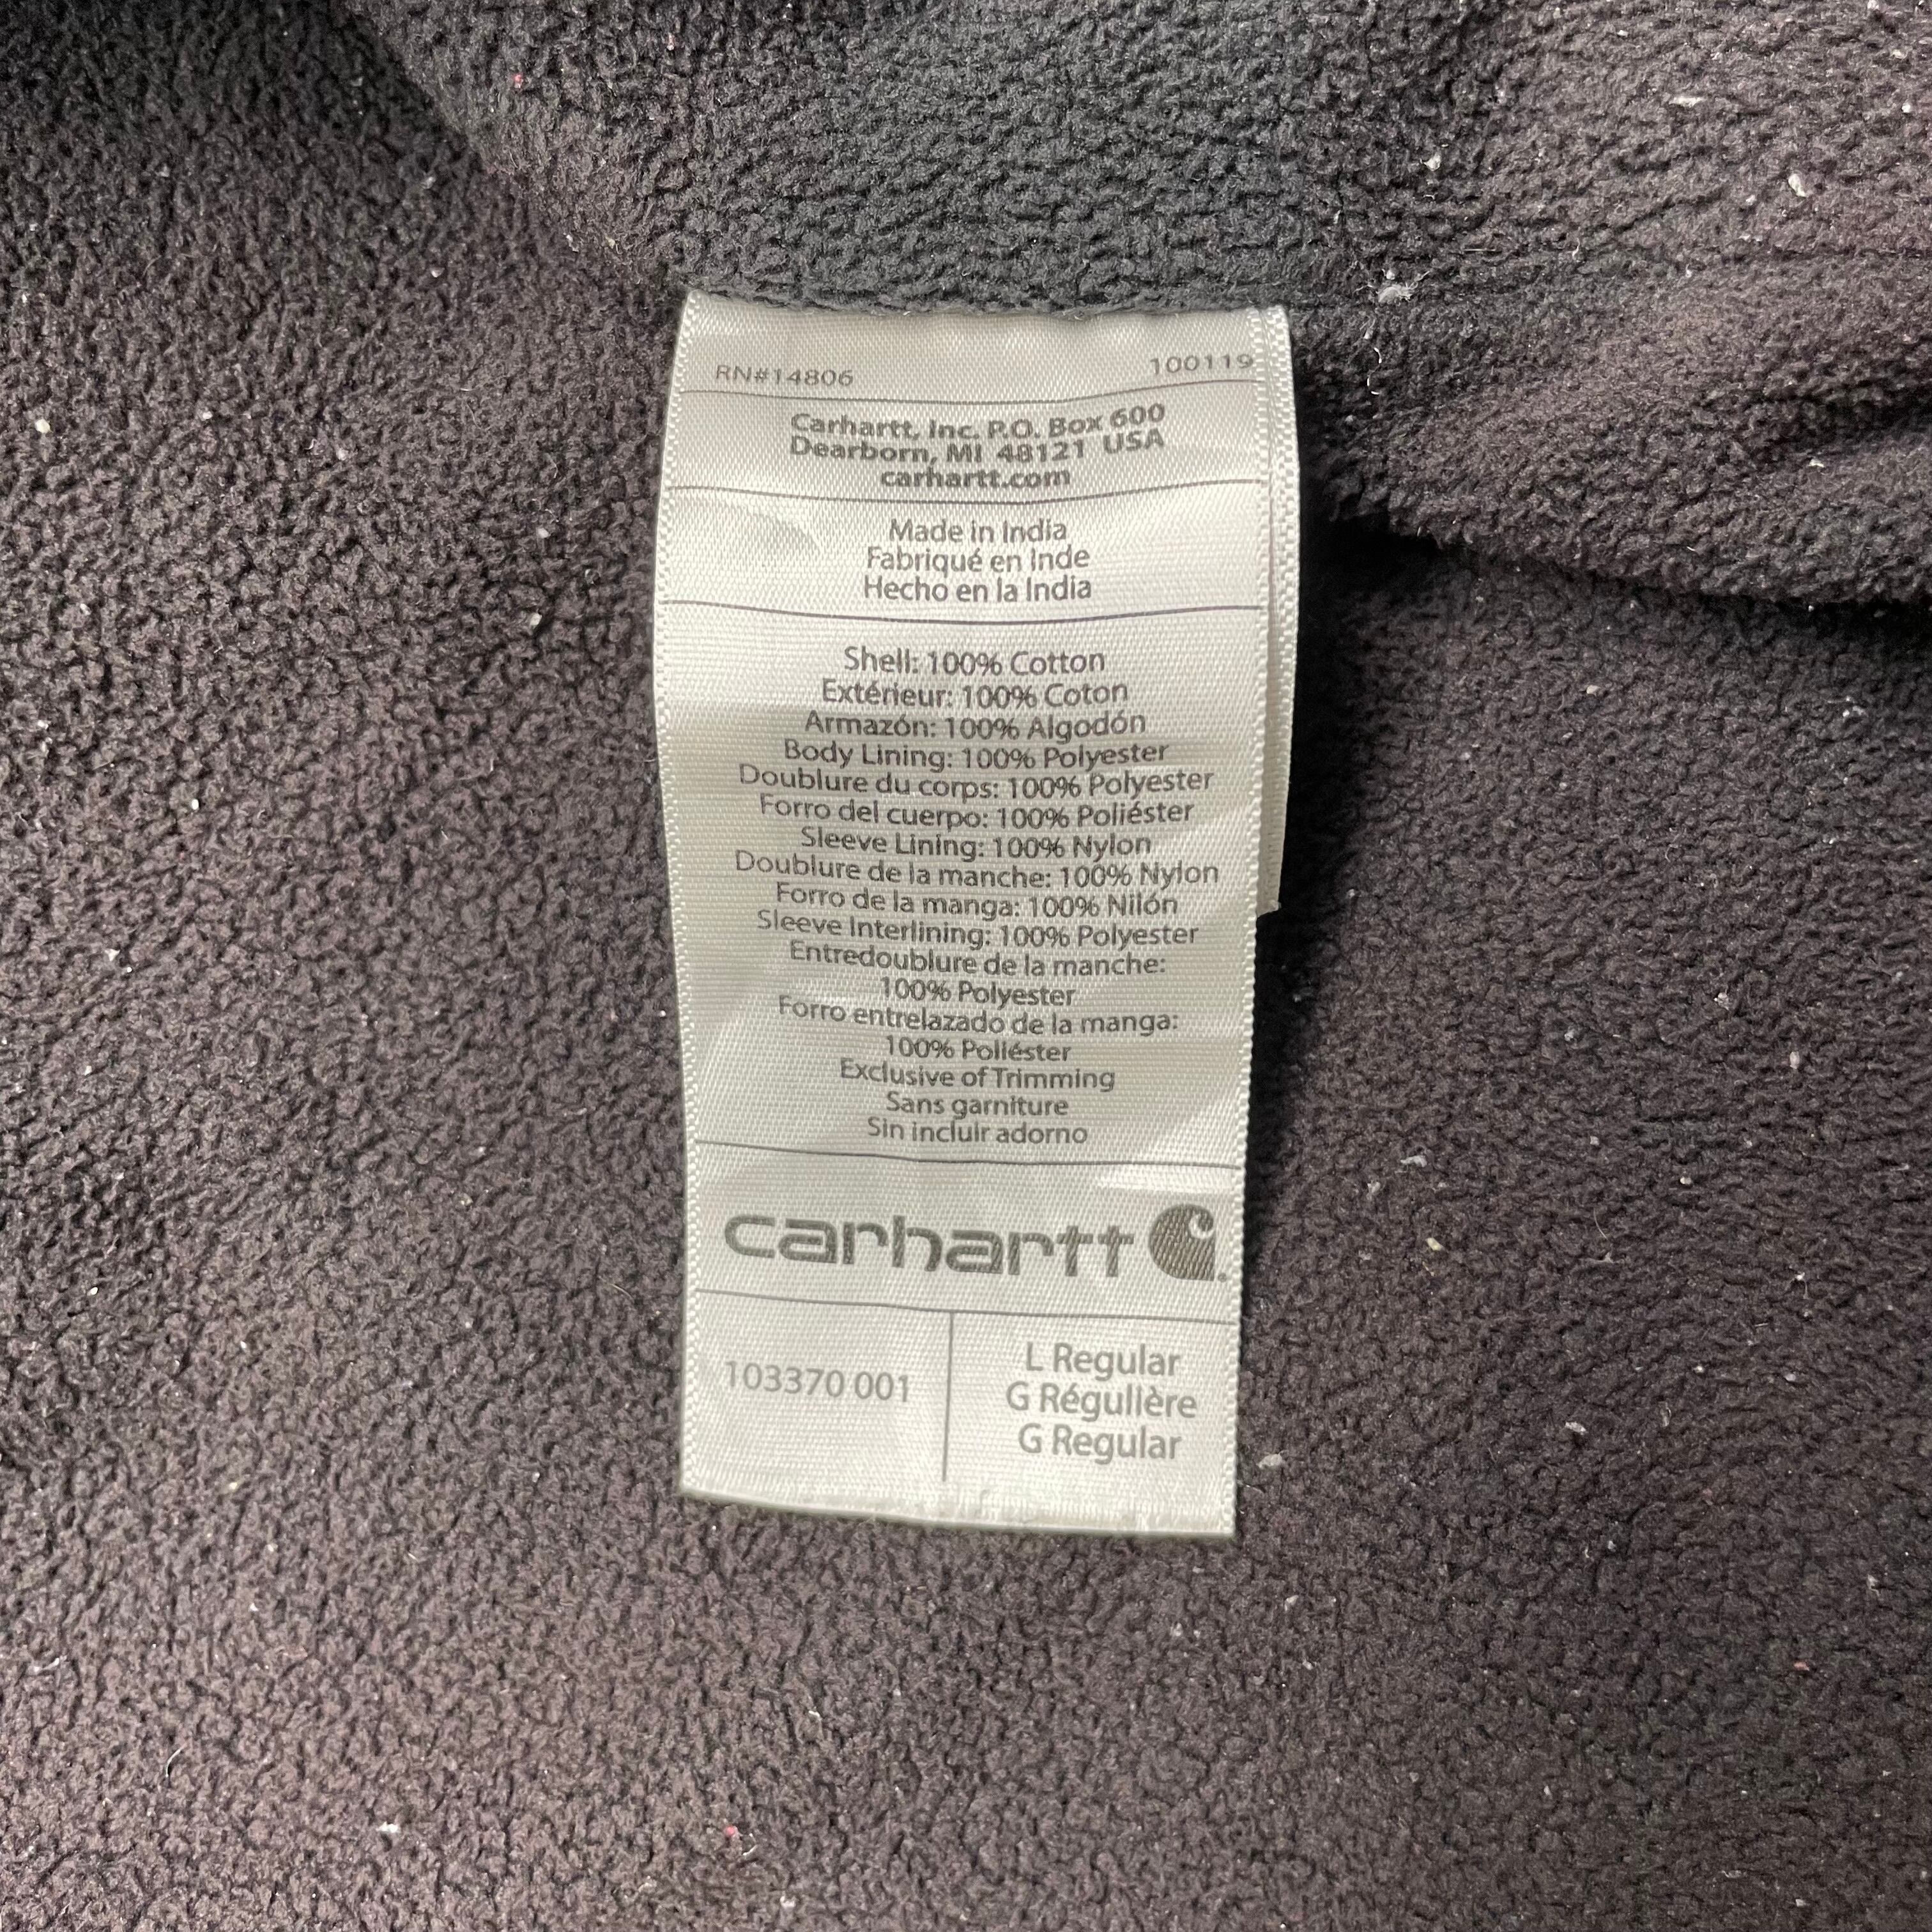 RN#14806 100119
Carhartt, Inc. P.O. Box 600
Dearborn, MI 48121 USA
carhartt.com
Made in India
Fabriqué en Inde
Hecho en la India
Shell: 100% Cotton
Extérieur: 100% Coton
Armazón: 100% Algodón
Body Lining: 100% Polyester
Doublure du corps: 100% Polyester
Forro del cuerpo: 100% Poliéster
Sleeve Lining: 100% Nylon
Doublure de la manche: 100% Nylon
Forro de la manga: 100% Nilón
Sleeve Interlining: 100% Polyester
Entredoublure de la manche:
100% Polyester
Forro entrelazado de la manga:
100% Poliéster
Exclusive of Trimming
Sans garniture
Sin incluir adorno
carhartt
103370 001
L Regular
G Régulière
G Regular